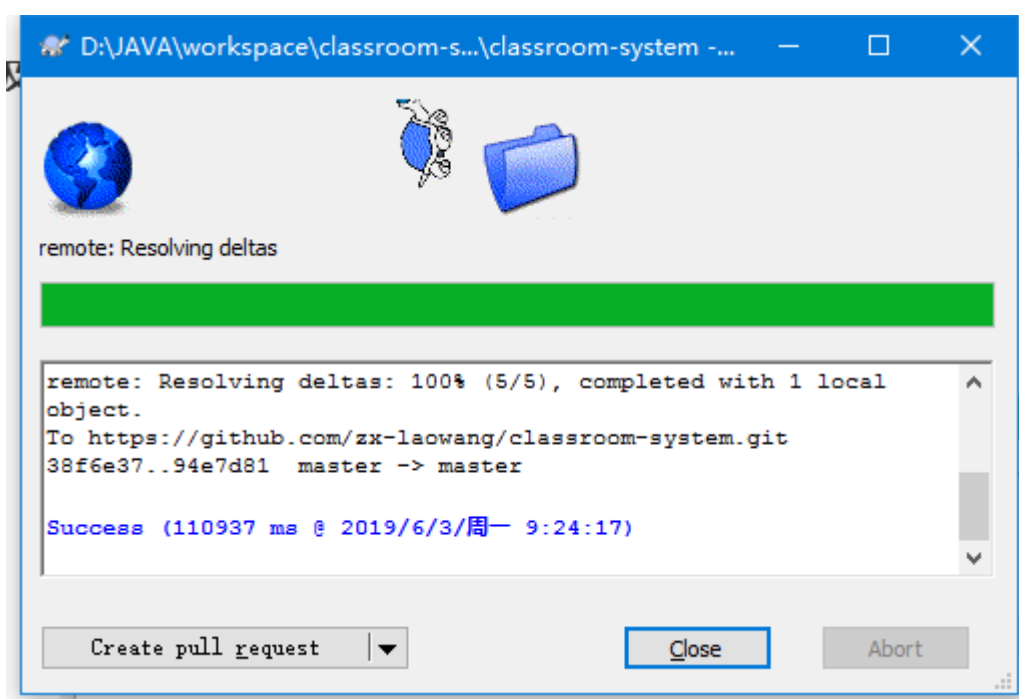 D:\JAVA\workspace\classroom-s...\classroom-system -...
remote: Resolving deltas
remote: Resolving deltas: 100% (5/5), completed with 1 local
object.
To https://github.com/zx-laowang/classroom-system.git
38f6e37..94e7d81  master -> master
Success (110937 ms @ 2019/6/3/周一 9:24:17)
Create pull request
Close
Abort